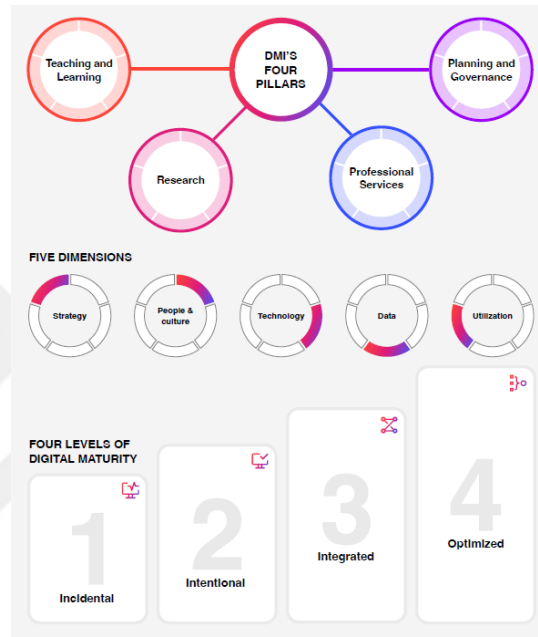 Teaching and
Learning
DMI'S
FOUR
PILLARS
Planning and
Governance
Research
Professional
Services
FIVE DIMENSIONS
Strategy
People &
culture
Technology
Data
Utilization
FOUR LEVELS OF
DIGITAL MATURITY
1
Incidental
2
Intentional
3
Integrated
4
Optimized